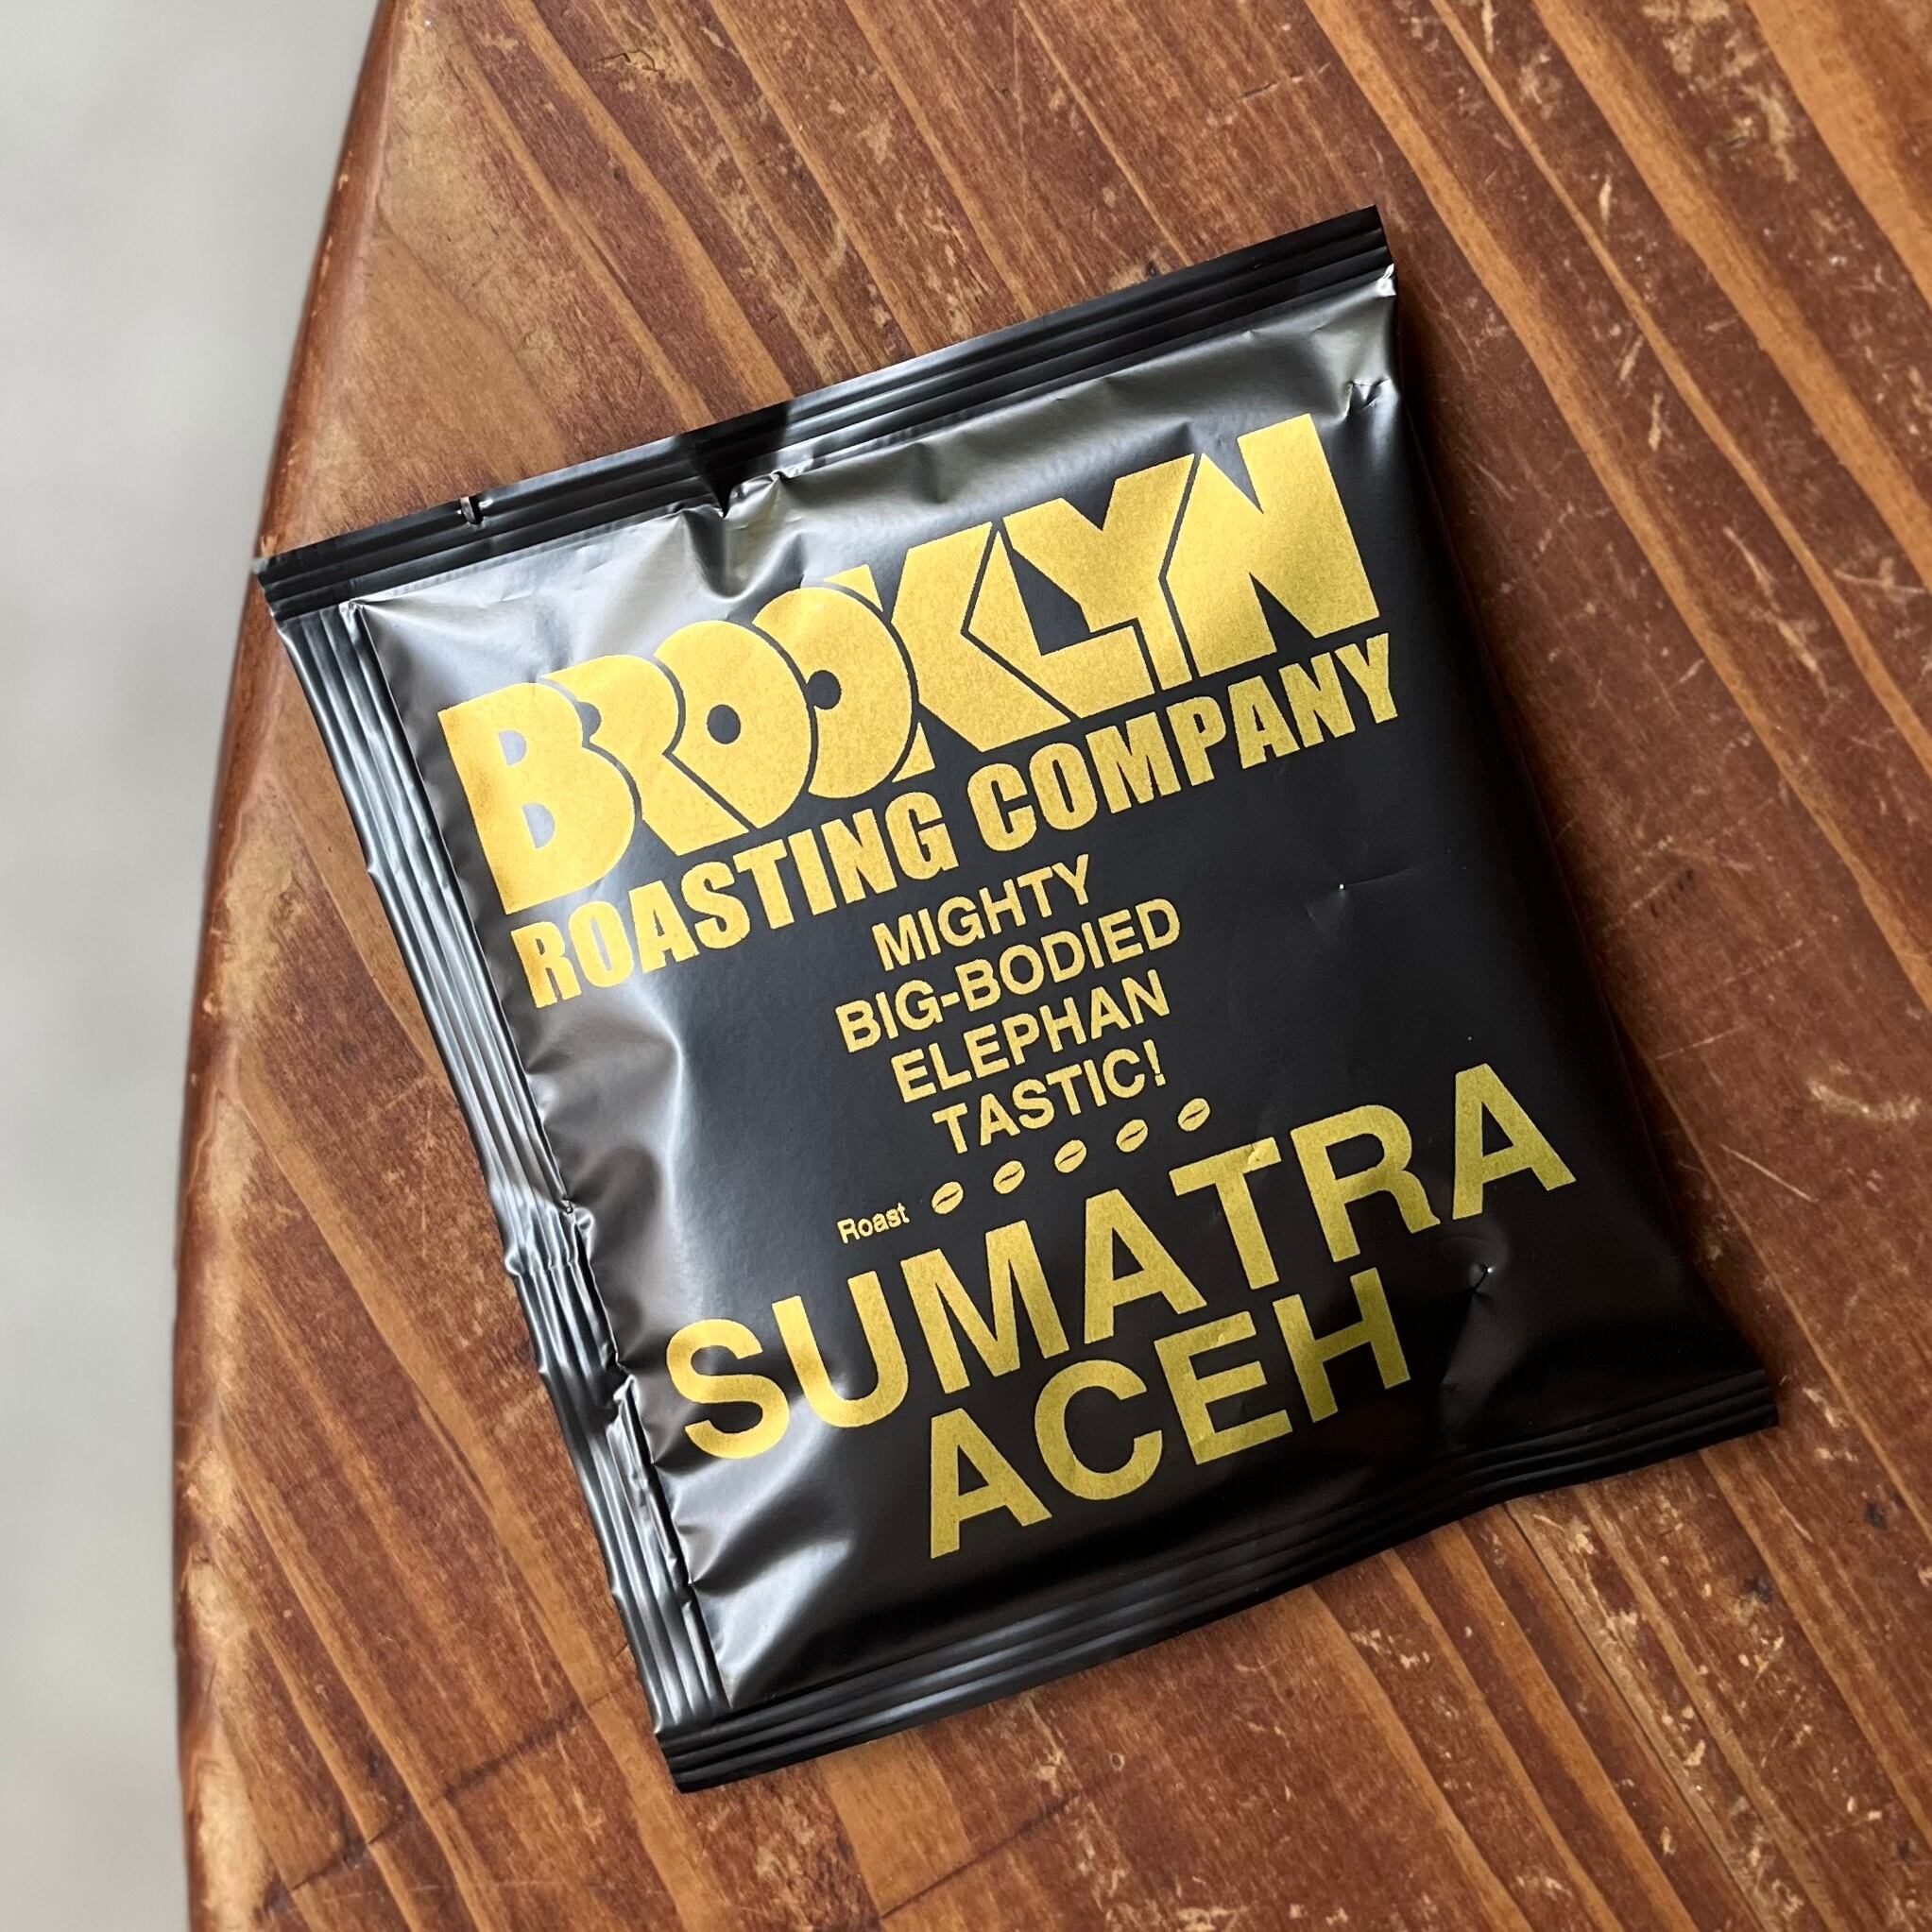 BROOKLYN
ROASTING COMPANY
MIGHTY
BIG-BODIED
ELEPHAN
TASTIC!
Roast
SUMATRA
ACEH